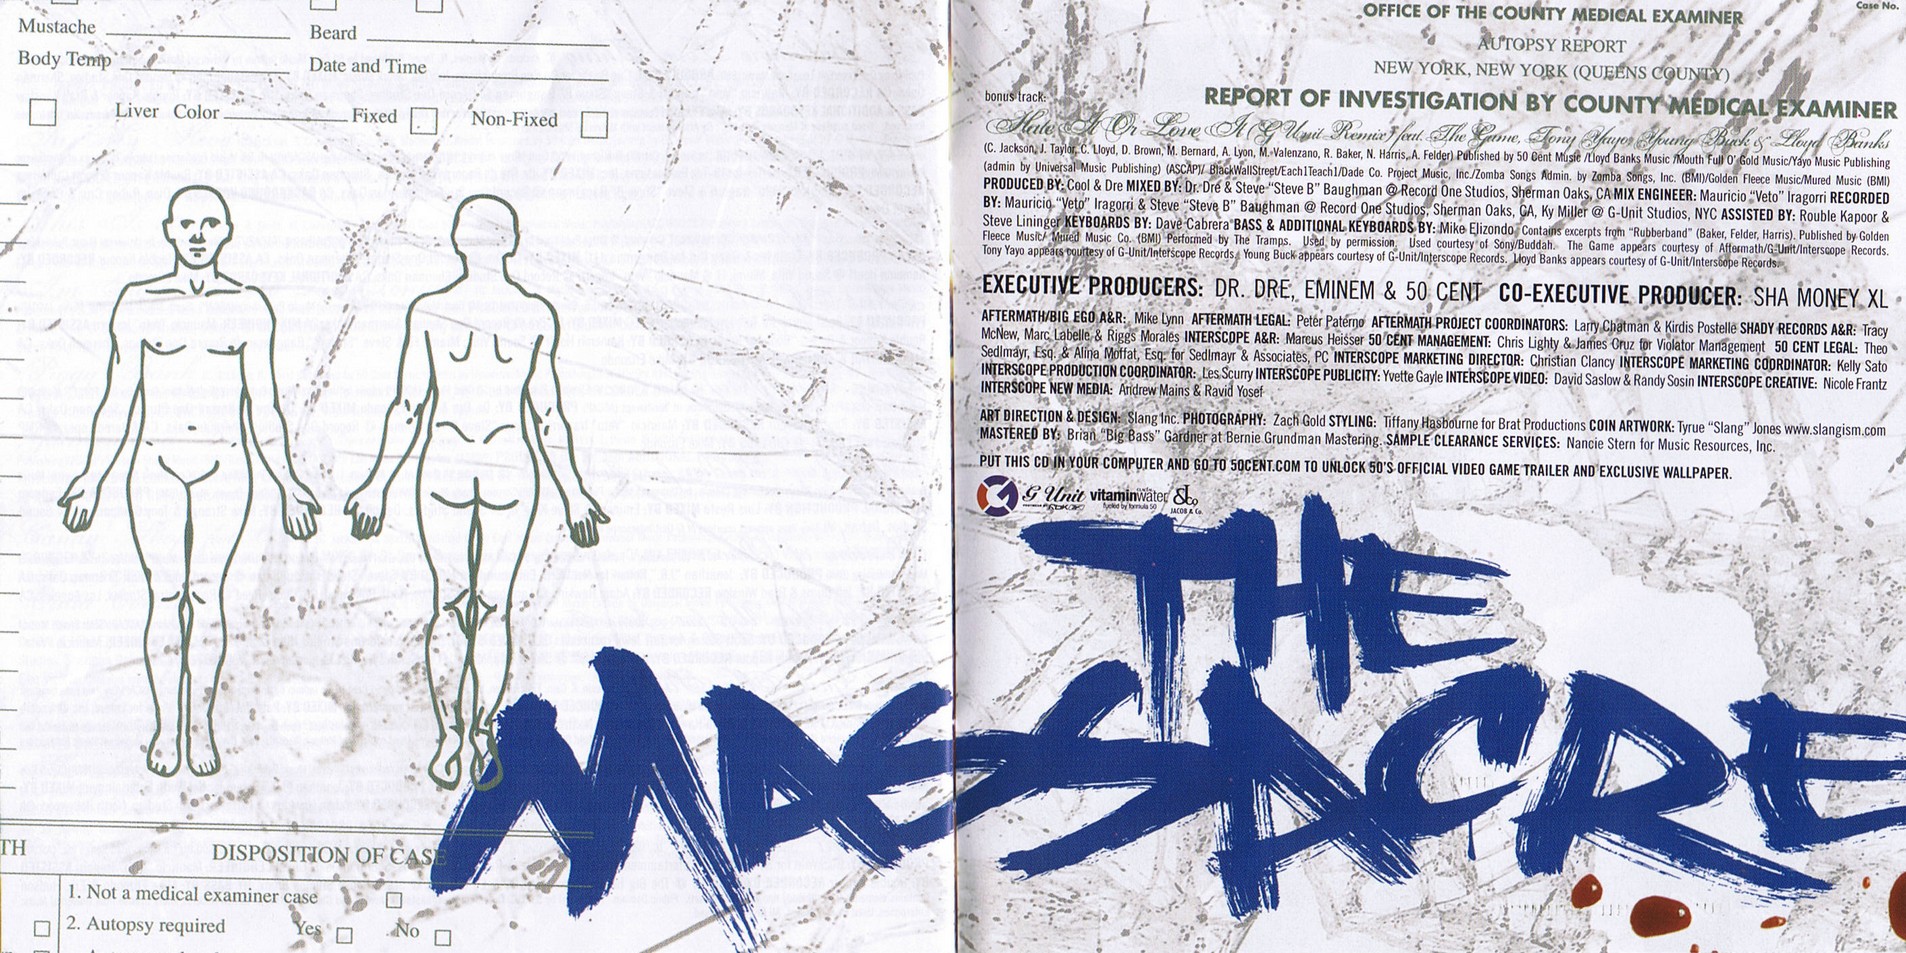 Mustache
Beard
Body Temp
Date and Time
Liver Color
Fixed
Non-Fixed
TH
DISPOSITION OF CASE
1. Not a medical examiner case
2. Autopsy required
Yes
No
Case No.
OFFICE OF THE COUNTY MEDICAL EXAMINER
AUTOPSY REPORT
NEW YORK, NEW YORK (QUEENS COUNTY)
REPORT OF INVESTIGATION BY COUNTY MEDICAL EXAMINER
bonus track:
Hate It Or Love It (G Unit Remix) feat. The Game, Tony Yayo, Young Buck & Lloyd Banks
(C. Jackson, J. Taylor, C. Lloyd, D. Brown, M. Bernard, A. Lyon, M. Valenzano, R. Baker, N. Harris, A. Felder) Published by 50 Cent Music /Lloyd Banks Music /Mouth Full O' Gold Music/Yayo Music Publishing
(admin by Universal Music Publishing) (ASCAP)/ BlackWallStreet/Each1Teach1/Dade Co. Project Music, Inc./Zomba Songs Admin. by Zomba Songs, Inc. (BMI)/Golden Fleece Music/Mured Music (BMI)
PRODUCED BY: Cool & Dre MIXED BY: Dr. Dre & Steve "Steve B" Baughman @ Record One Studios, Sherman Oaks, CA MIX ENGINEER: Mauricio "Veto" Iragorri RECORDED
BY: Mauricio "Veto" Iragorri & Steve "Steve B" Baughman @ Record One Studios, Sherman Oaks, CA, Ky Miller @ G-Unit Studios, NYC ASSISTED BY: Rouble Kapoor &
Steve Lininger KEYBOARDS BY: Dave Cabrera BASS & ADDITIONAL KEYBOARDS BY: Mike Elizondo, Contains excerpts from "Rubberband" (Baker, Felder, Harris), Published by Golden
Fleece Music/ Mured Music Co. (BMI) Performed by The Tramps. Used by permission. Used courtesy of Sony/Buddah. The Game appears courtesy of Aftermath/G-Unit/Interscope Records.
Tony Yayo appears courtesy of G-Unit/Interscope Records. Young Buck appears courtesy of G-Unit/Interscope Records. Lloyd Banks appears courtesy of G-Unit/Interscope Records.
EXECUTIVE PRODUCERS: DR. DRE, EMINEM & 50 CENT CO-EXECUTIVE PRODUCER: SHA MONEY XL
AFTERMATH/BIG EGO A&R: Mike Lynn AFTERMATH LEGAL: Peter Paterno AFTERMATH PROJECT COORDINATORS: Larry Chatman & Kirdis Postelle SHADY RECORDS A&R: Tracy
McNew, Marc Labelle & Riggs Morales INTERSCOPE A&R: Marcus Heisser 50 CENT MANAGEMENT: Chris Lighty & James Cruz for Violator Management 50 CENT LEGAL: Theo
Sedlmayr, Esq. & Alina Moffat, Esq. for Sedlmayr & Associates, PC INTERSCOPE MARKETING DIRECTOR: Christian Clancy INTERSCOPE MARKETING COORDINATOR: Kelly Sato
INTERSCOPE PRODUCTION COORDINATOR: Les Scurry INTERSCOPE PUBLICITY: Yvette Gayle INTERSCOPE VIDEO: David Saslow & Randy Sosin INTERSCOPE CREATIVE: Nicole Frantz
INTERSCOPE NEW MEDIA: Andrew Mains & Ravid Yosef
ART DIRECTION & DESIGN: Slang Inc. PHOTOGRAPHY: Zach Gold STYLING: Tiffany Hasbourne for Brat Productions COIN ARTWORK: Tyrue "Slang" Jones www.slangism.com
MASTERED BY: Brian "Big Bass" Gardner at Bernie Grundman Mastering. SAMPLE CLEARANCE SERVICES: Nancie Stern for Music Resources, Inc.
PUT THIS CD IN YOUR COMPUTER AND GO TO 50CENT.COM TO UNLOCK 50'S OFFICIAL VIDEO GAME TRAILER AND EXCLUSIVE WALLPAPER.
G Unit vitaminwater J&Co
fueled by formula 50 JACOB & Co.
THE
MASSACRE